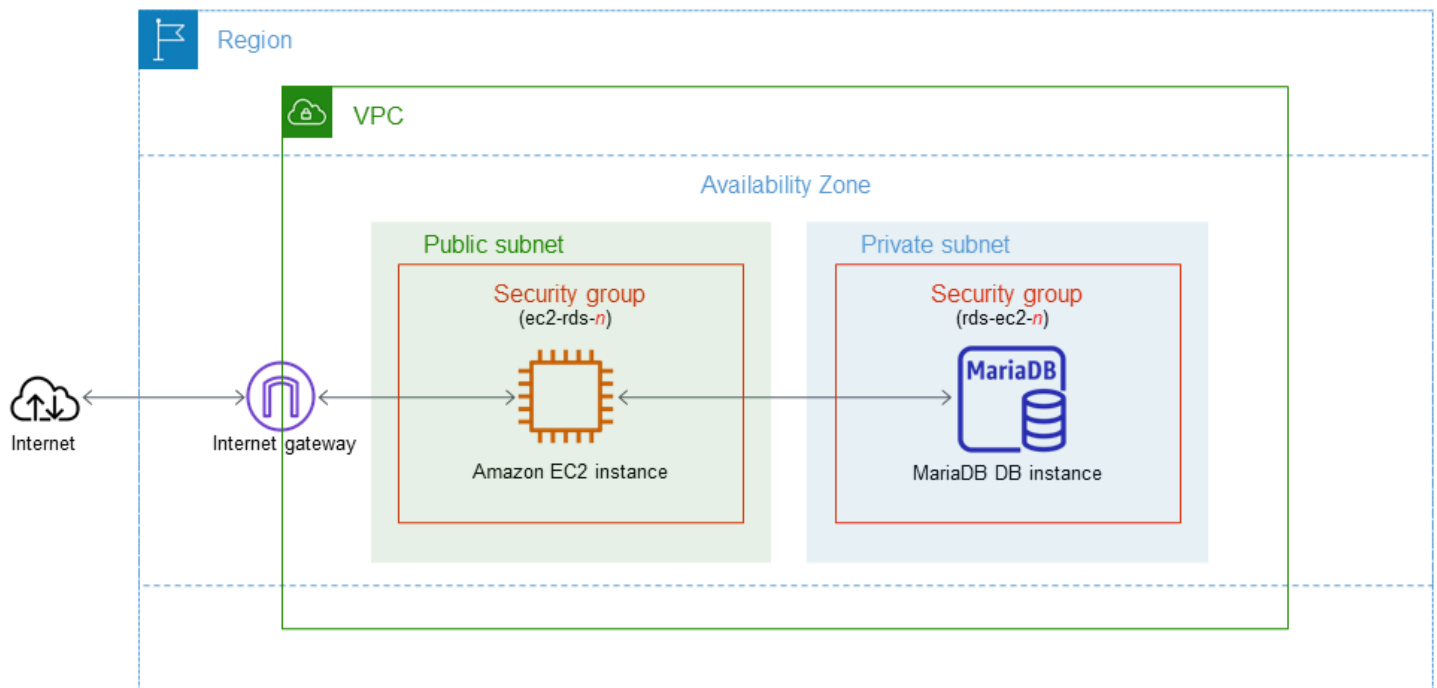 Region
VPC
Availability Zone
Public subnet
Private subnet
Security group
(ec2-rds-n)
Security group
(rds-ec2-n)
MariaDB
Internet
Internet gateway
Amazon EC2 instance
MariaDB DB instance